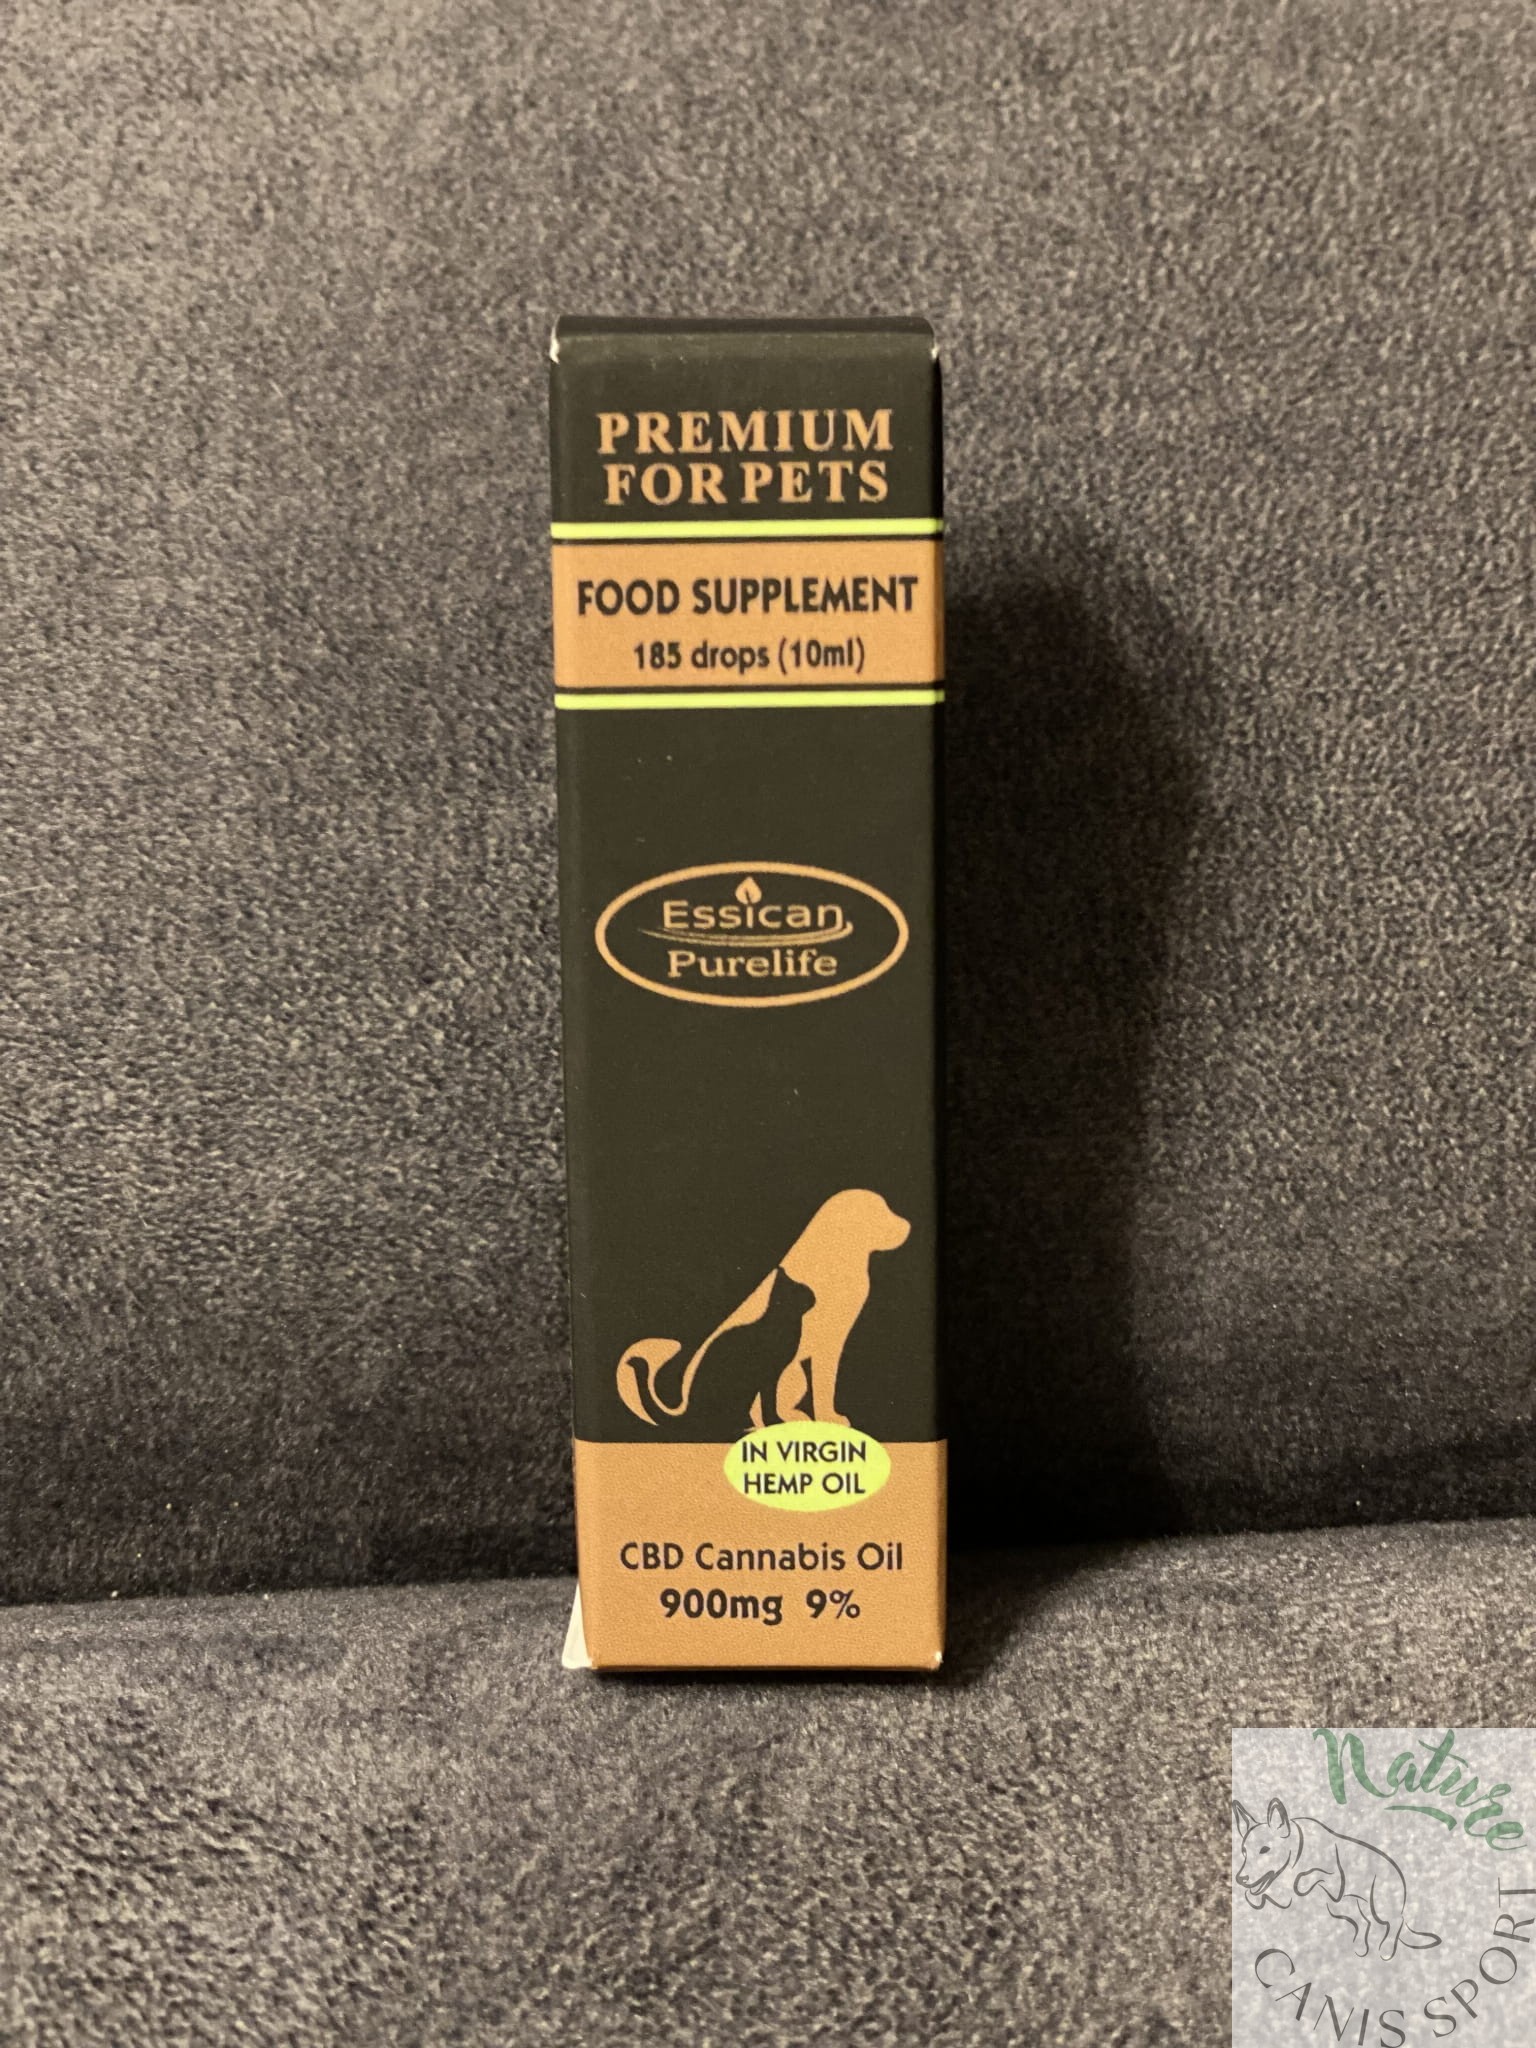 PREMIUM
FOR PETS
FOOD SUPPLEMENT
185 drops (10ml)
Essican
Purelife
IN VIRGIN
HEMP OIL
CBD Cannabis Oil
900mg 9%
Nature
CANIS SPORT